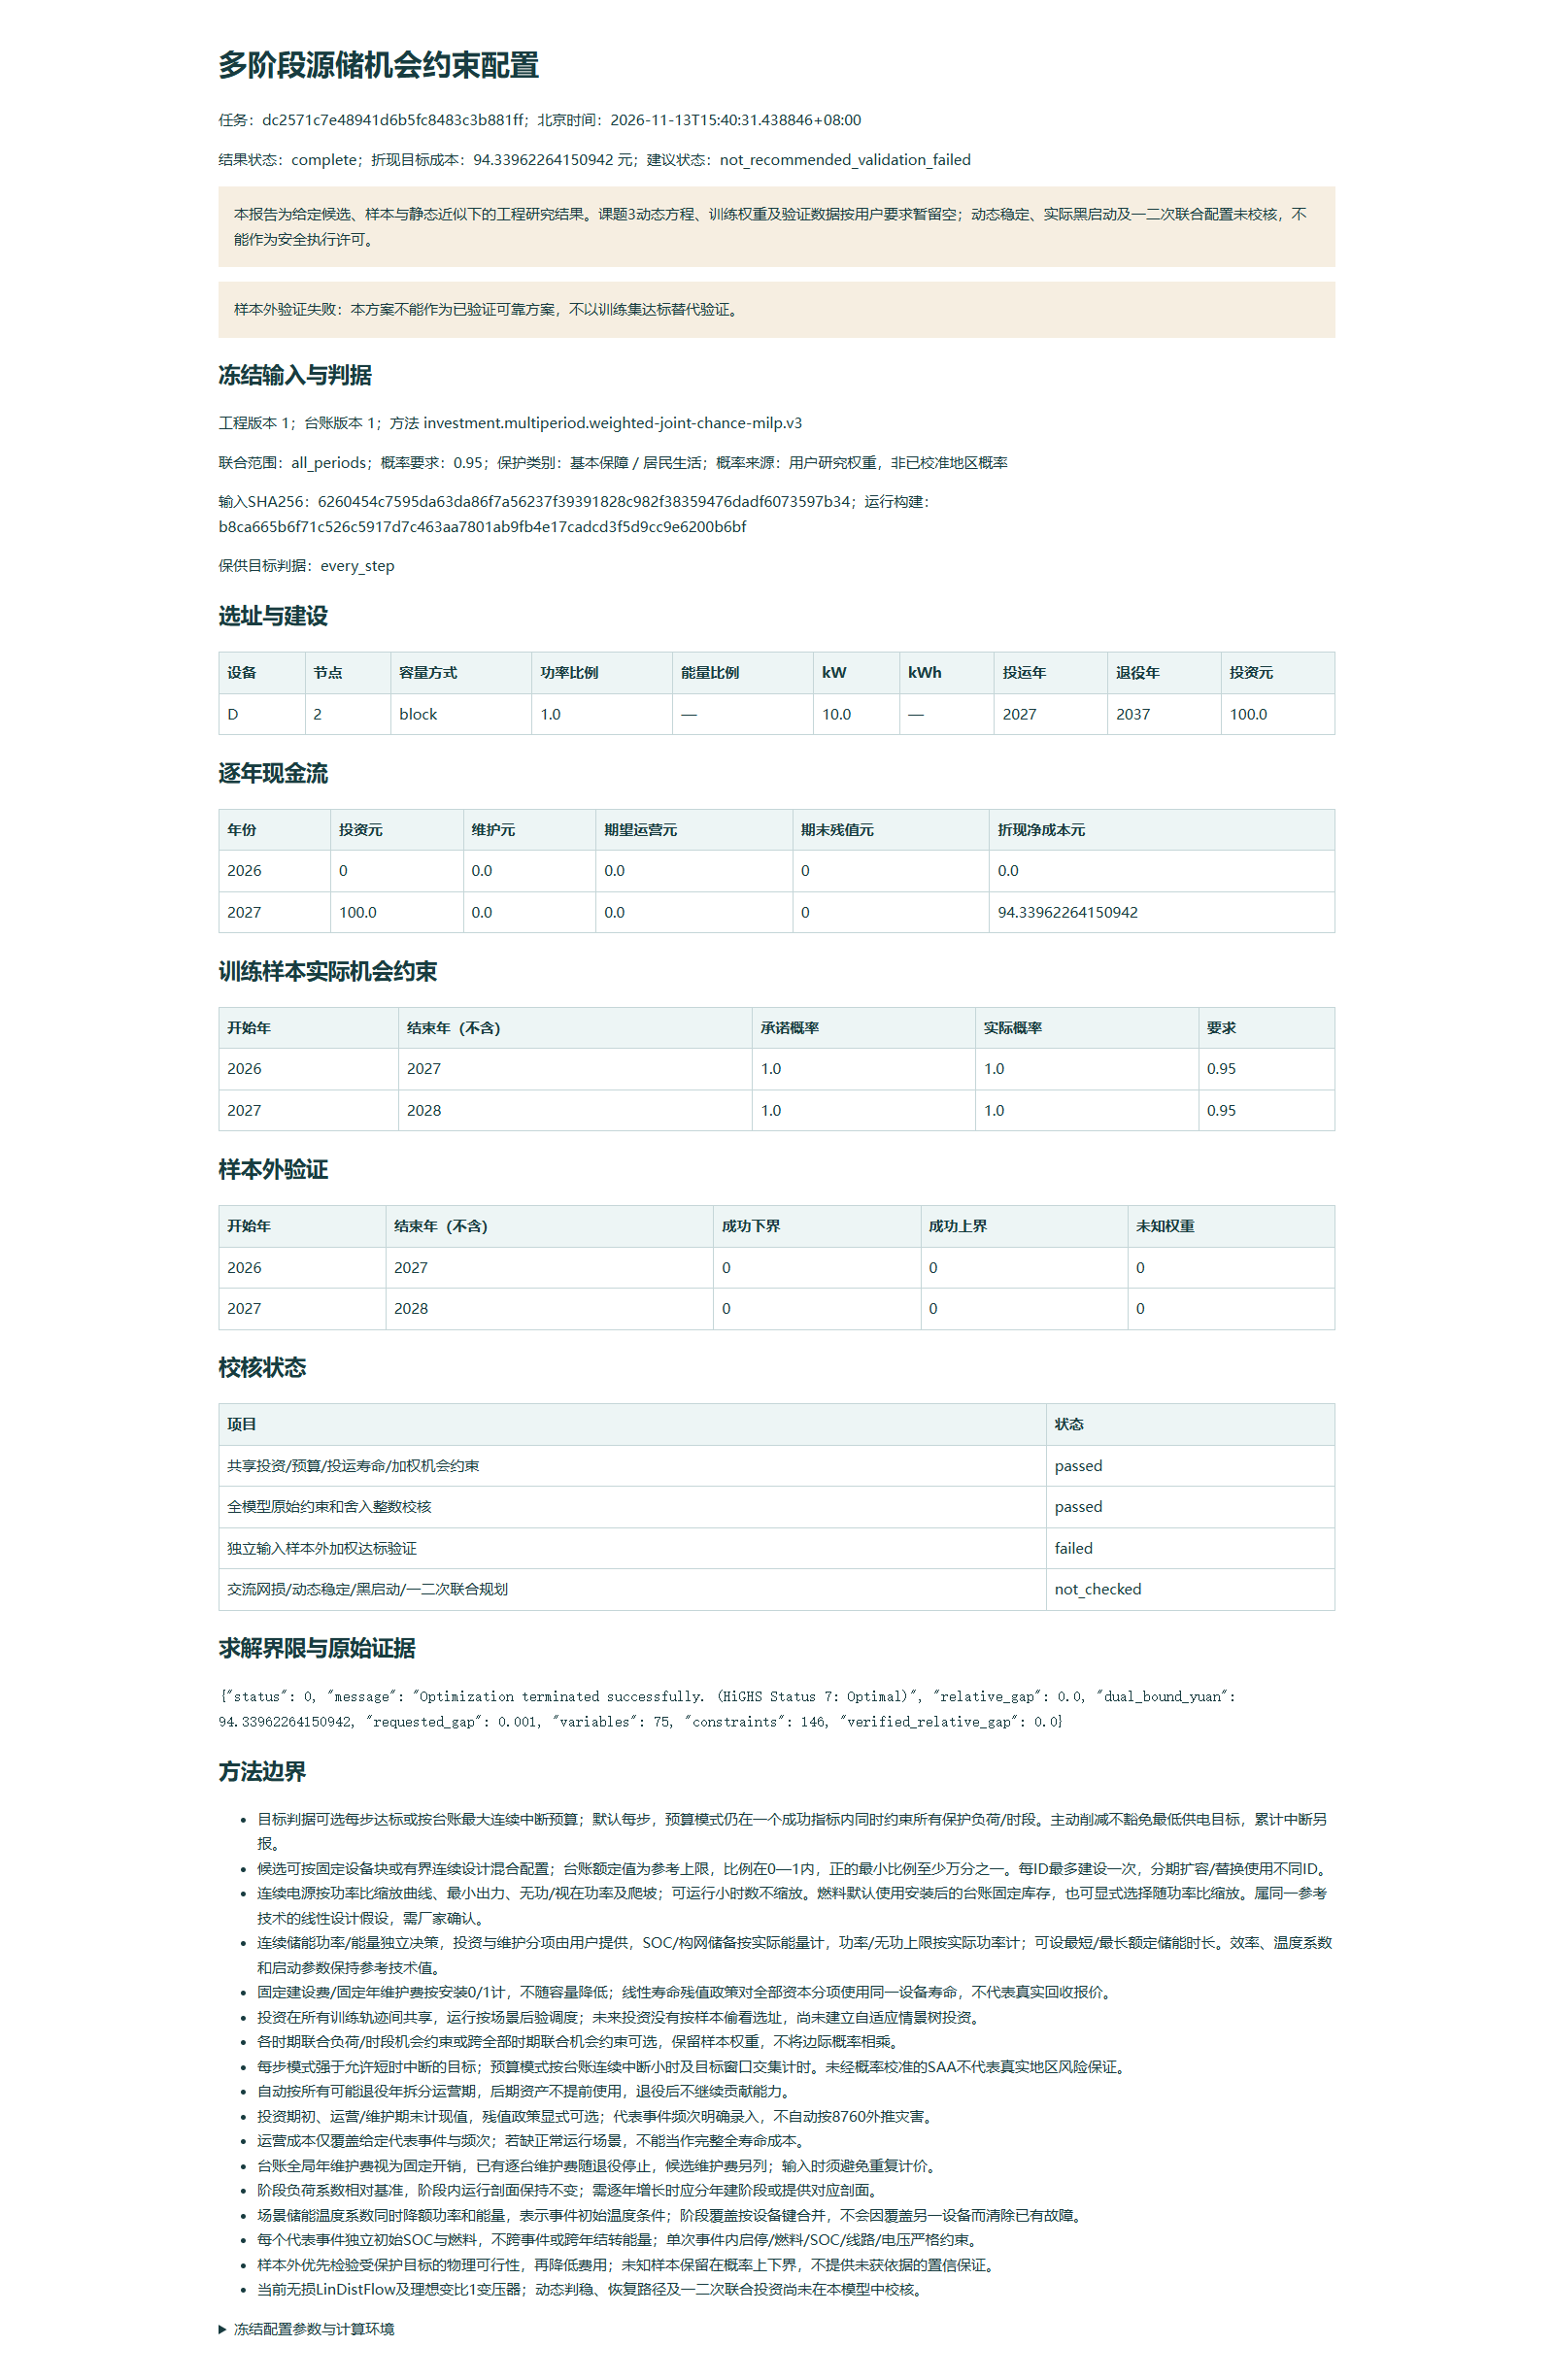 多阶段源储机会约束配置
任务：dc2571c7e48941d6b5fc8483c3b881ff；北京时间：2026-11-13T15:40:31.438846+08:00
结果状态：complete；折现目标成本：94.33962264150942 元；建议状态：not_recommended_validation_failed
本报告为给定候选、样本与静态近似下的工程研究结果。课题3动态方程、训练权重及验证数据按用户要求暂留空；动态稳定、实际黑启动及一二次联合配置未校核，不
能作为安全执行许可。
样本外验证失败：本方案不能作为已验证可靠方案，不以训练集达标替代验证。
冻结输入与判据
工程版本 1；台账版本 1；方法 investment.multiperiod.weighted-joint-chance-milp.v3
联合范围：all_periods；概率要求：0.95；保护类别：基本保障 / 居民生活；概率来源：用户研究权重，非已校准地区概率
输入SHA256：6260454c7595da63da86f7a56237f39391828c982f38359476dadf6073597b34；运行构建：
b8ca665b6f71c526c5917d7c463aa7801ab9fb4e17cadcd3f5d9cc9e6200b6bf
保供目标判据：every_step
选址与建设
设备 节点 容量方式 功率比例 能量比例 kW kWh 投运年 退役年 投资元
D 2 block 1.0 — 10.0 — 2027 2037 100.0
逐年现金流
年份 投资元 维护元 期望运营元 期末残值元 折现净成本元
2026 0 0.0 0.0 0 0.0
2027 100.0 0.0 0.0 0 94.33962264150942
训练样本实际机会约束
开始年 结束年（不含） 承诺概率 实际概率 要求
2026 2027 1.0 1.0 0.95
2027 2028 1.0 1.0 0.95
样本外验证
开始年 结束年（不含） 成功下界 成功上界 未知权重
2026 2027 0 0 0
2027 2028 0 0 0
校核状态
项目 状态
共享投资/预算/投运寿命/加权机会约束 passed
全模型原始约束和舍入整数校核 passed
独立输入样本外加权达标验证 failed
交流网损/动态稳定/黑启动/一二次联合规划 not_checked
求解界限与原始证据
{"status": 0, "message": "Optimization terminated successfully. (HiGHS Status 7: Optimal)", "relative_gap": 0.0, "dual_bound_yuan":
94.33962264150942, "requested_gap": 0.001, "variables": 75, "constraints": 146, "verified_relative_gap": 0.0}
方法边界
• 目标判据可选每步达标或按台账最大连续中断预算；默认每步，预算模式仍在一个成功指标内同时约束所有保护负荷/时段。主动削减不豁免最低供电目标，累计中断另
报。
• 候选可按固定设备块或有界连续设计混合配置；台账额定值为参考上限，比例在0—1内，正的最小比例至少万分之一。每ID最多建设一次，分期扩容/替换使用不同ID。
• 连续电源按功率比缩放曲线、最小出力、无功/视在功率及爬坡；可运行小时数不缩放。燃料默认使用安装后的台账固定库存，也可显式选择随功率比缩放。属同一参考
技术的线性设计假设，需厂家确认。
• 连续储能功率/能量独立决策，投资与维护分项由用户提供，SOC/构网储备按实际能量计，功率/无功上限按实际功率计；可设最短/最长额定储能时长。效率、温度系数
和启动参数保持参考技术值。
• 固定建设费/固定年维护费按安装0/1计，不随容量降低；线性寿命残值政策对全部资本分项使用同一设备寿命，不代表真实回收报价。
• 投资在所有训练轨迹间共享，运行按场景后验调度；未来投资没有按样本偷看选址，尚未建立自适应情景树投资。
• 各时期联合负荷/时段机会约束或跨全部时期联合机会约束可选，保留样本权重，不将边际概率相乘。
• 每步模式强于允许短时中断的目标；预算模式按台账连续中断小时及目标窗口交集计时。未经概率校准的SAA不代表真实地区风险保证。
• 自动按所有可能退役年拆分运营期，后期资产不提前使用，退役后不继续贡献能力。
• 投资期初、运营/维护期末计现值，残值政策显式可选；代表事件频次明确录入，不自动按8760外推灾害。
• 运营成本仅覆盖给定代表事件与频次；若缺正常运行场景，不能当作完整全寿命成本。
• 台账全局年维护费视为固定开销，已有逐台维护费随退役停止，候选维护费另列；输入时须避免重复计价。
• 阶段负荷系数相对基准，阶段内运行剖面保持不变；需逐年增长时应分年建阶段或提供对应剖面。
• 场景储能温度系数同时降额功率和能量，表示事件初始温度条件；阶段覆盖按设备键合并，不会因覆盖另一设备而清除已有故障。
• 每个代表事件独立初始SOC与燃料，不跨事件或跨年结转能量；单次事件内启停/燃料/SOC/线路/电压严格约束。
• 样本外优先检验受保护目标的物理可行性，再降低费用；未知样本保留在概率上下界，不提供未获依据的置信保证。
• 当前无损LinDistFlow及理想变比1变压器；动态判稳、恢复路径及一二次联合投资尚未在本模型中校核。
▶ 冻结配置参数与计算环境